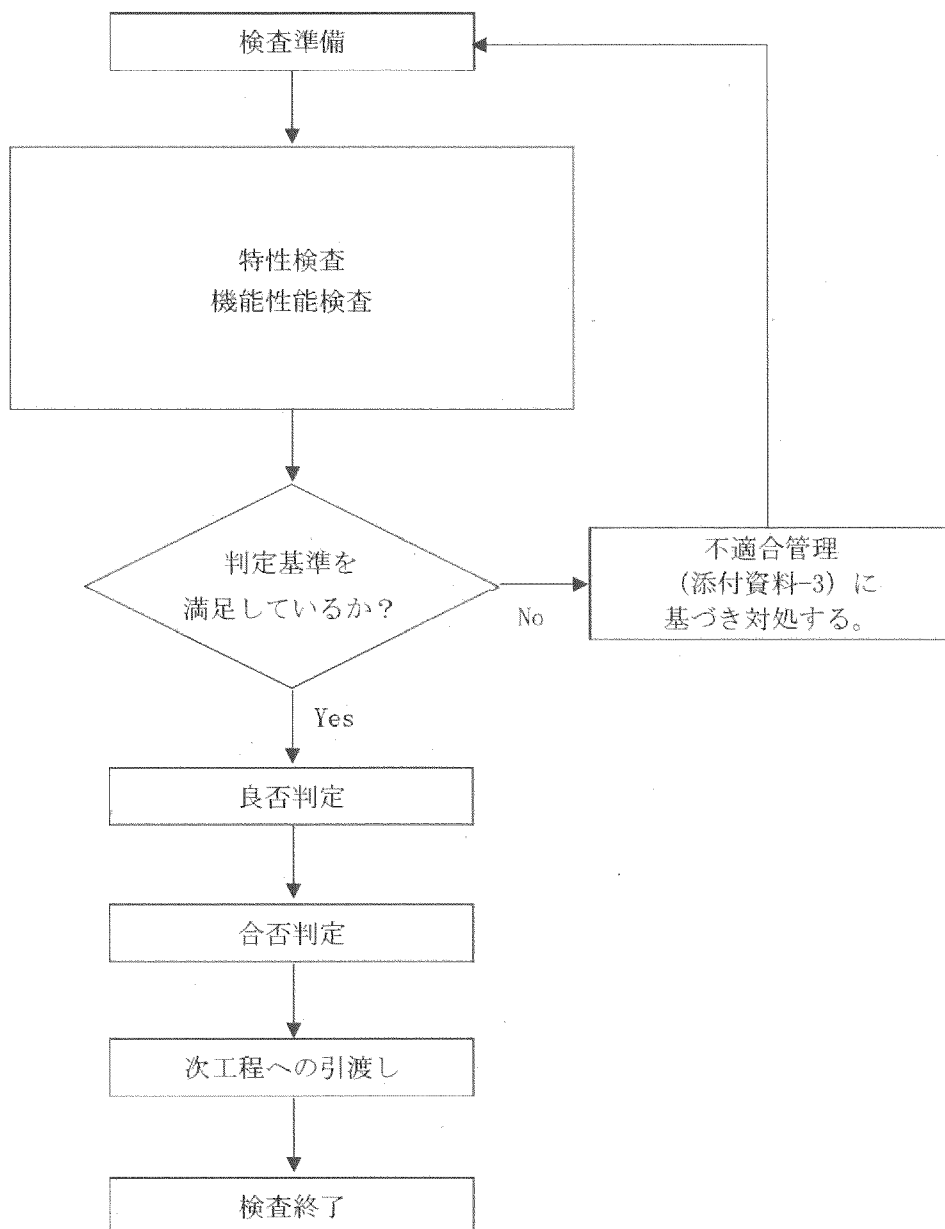 検査準備
特性検査
機能性能検査
判定基準を
満足しているか？
No
不適合管理
(添付資料-3) に
基づき対処する。
Yes
良否判定
合否判定
次工程への引渡し
検査終了